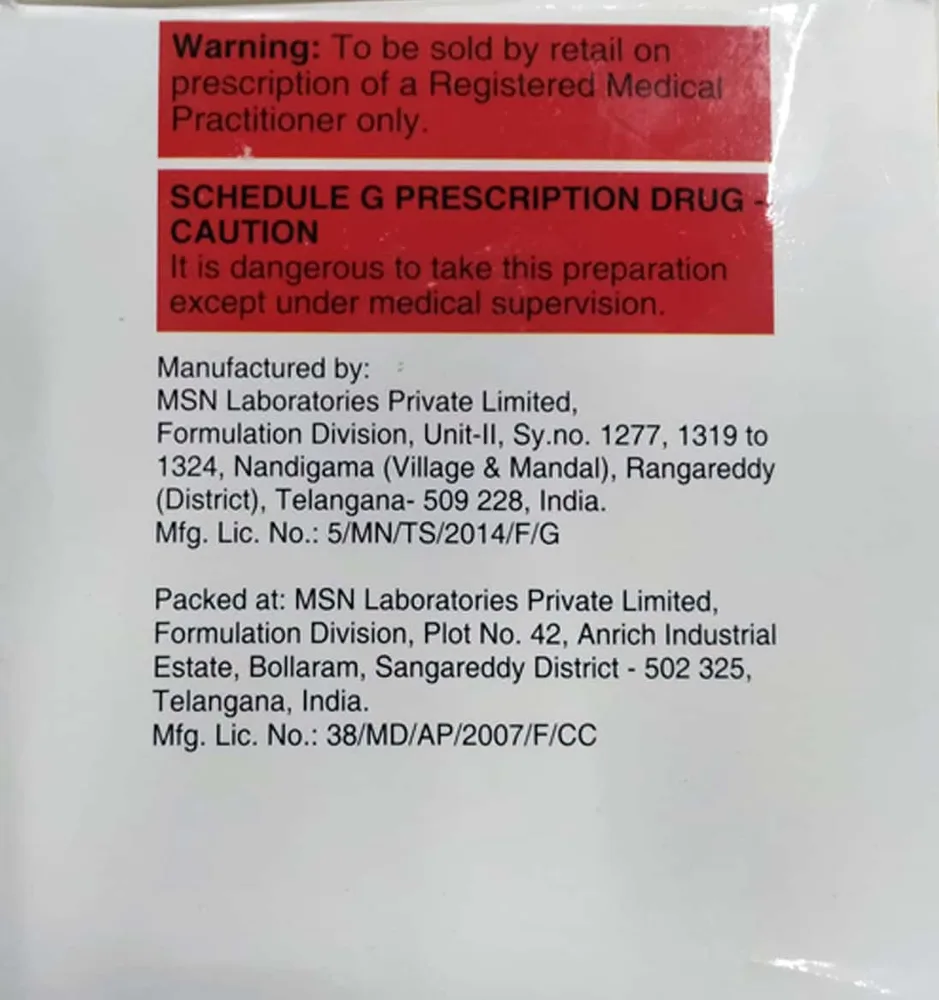 Warning: To be sold by retail on
prescription of a Registered Medical
Practitioner only.
SCHEDULE G PRESCRIPTION DRUG -
CAUTION
It is dangerous to take this preparation
except under medical supervision.
Manufactured by:
MSN Laboratories Private Limited,
Formulation Division, Unit-II, Sy.no. 1277, 1319 to
1324, Nandigama (Village & Mandal), Rangareddy
(District), Telangana- 509 228, India.
Mfg. Lic. No.: 5/MN/TS/2014/F/G
Packed at: MSN Laboratories Private Limited,
Formulation Division, Plot No. 42, Anrich Industrial
Estate, Bollaram, Sangareddy District - 502 325,
Telangana, India.
Mfg. Lic. No.: 38/MD/AP/2007/F/CC